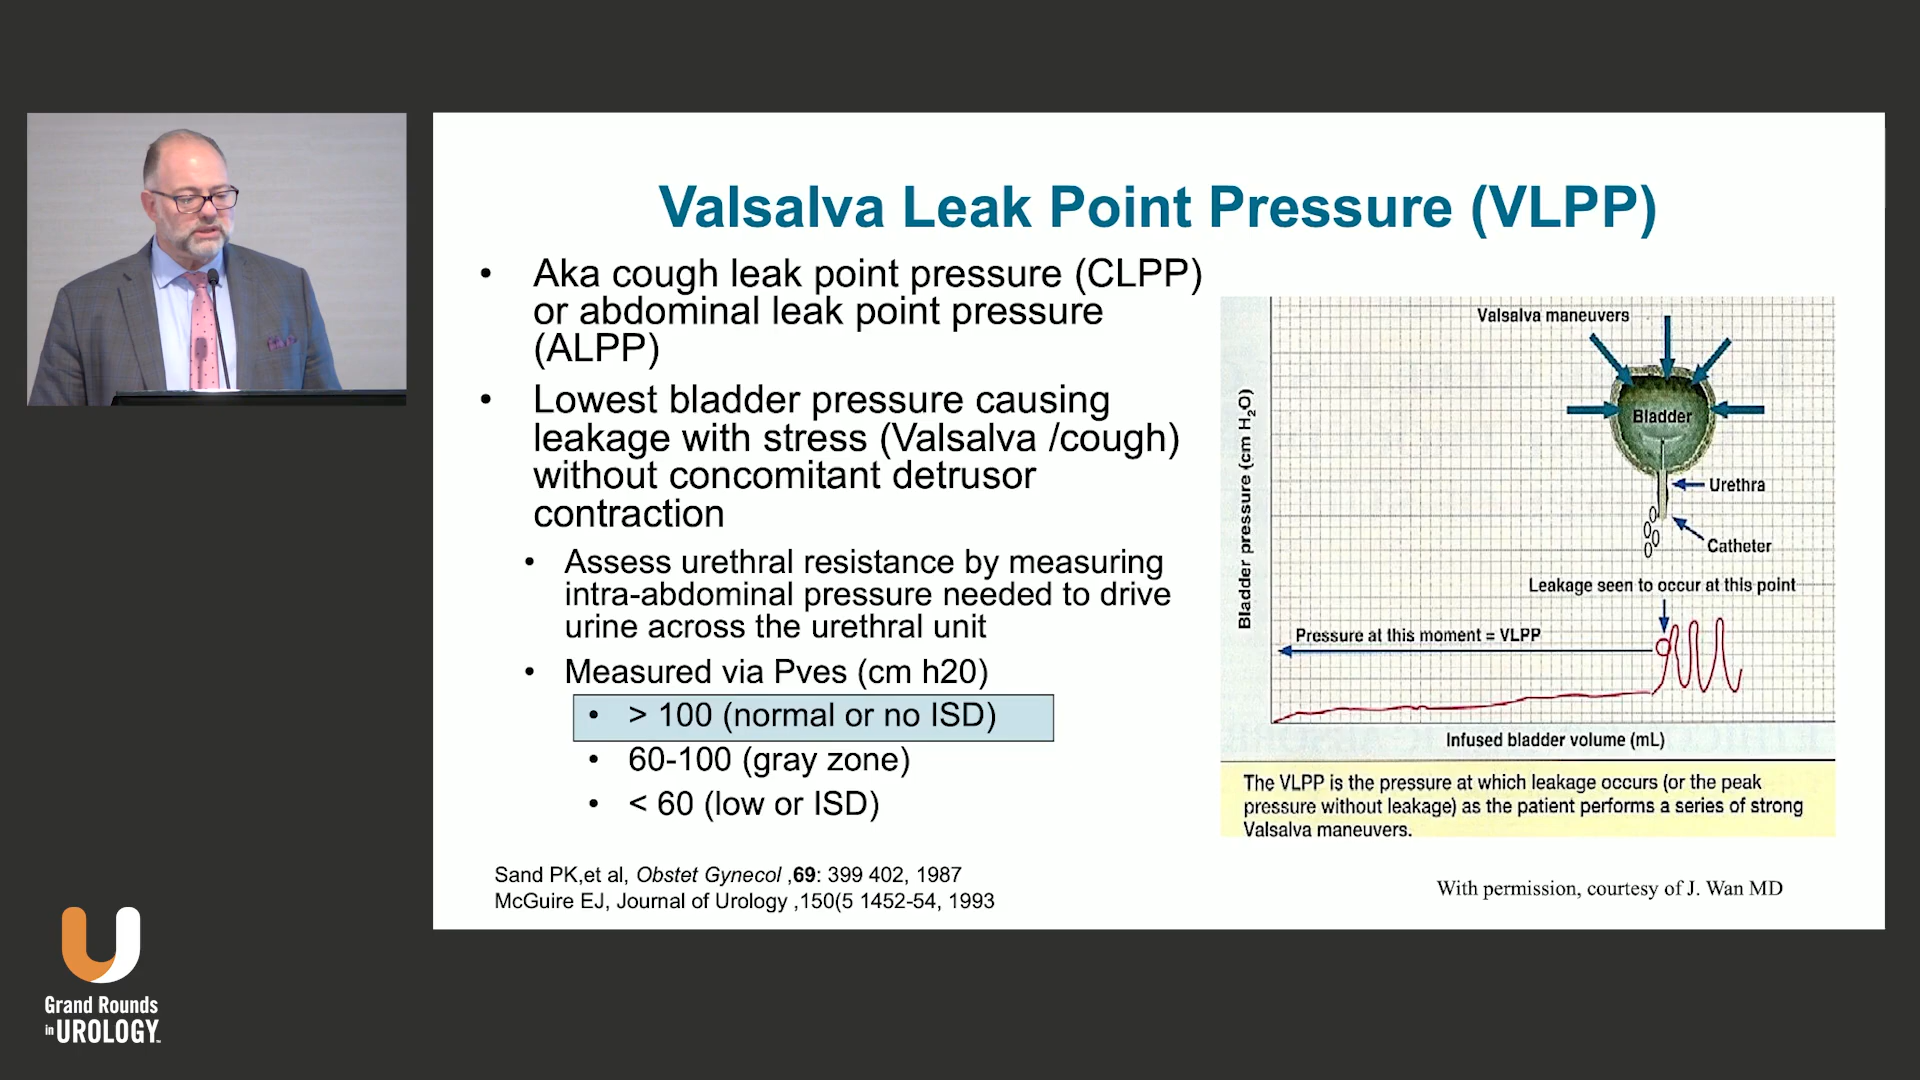 Valsalva Leak Point Pressure (VLPP)
• Aka cough leak point pressure (CLPP)
or abdominal leak point pressure
(ALPP)
• Lowest bladder pressure causing
leakage with stress (Valsalva /cough)
without concomitant detrusor
contraction
• Assess urethral resistance by measuring
intra-abdominal pressure needed to drive
urine across the urethral unit
• Measured via Pves (cm h20)
• > 100 (normal or no ISD)
• 60-100 (gray zone)
• < 60 (low or ISD)
Sand PK,et al, Obstet Gynecol ,69: 399 402, 1987
McGuire EJ, Journal of Urology ,150(5 1452-54, 1993
Valsalva maneuvers
Bladder
Urethra
Catheter
Leakage seen to occur at this point
Pressure at this moment = VLPP
Bladder pressure (cm H₂O)
Infused bladder volume (mL)
The VLPP is the pressure at which leakage occurs (or the peak
pressure without leakage) as the patient performs a series of strong
Valsalva maneuvers.
With permission, courtesy of J. Wan MD
Grand Rounds
in UROLOGY™